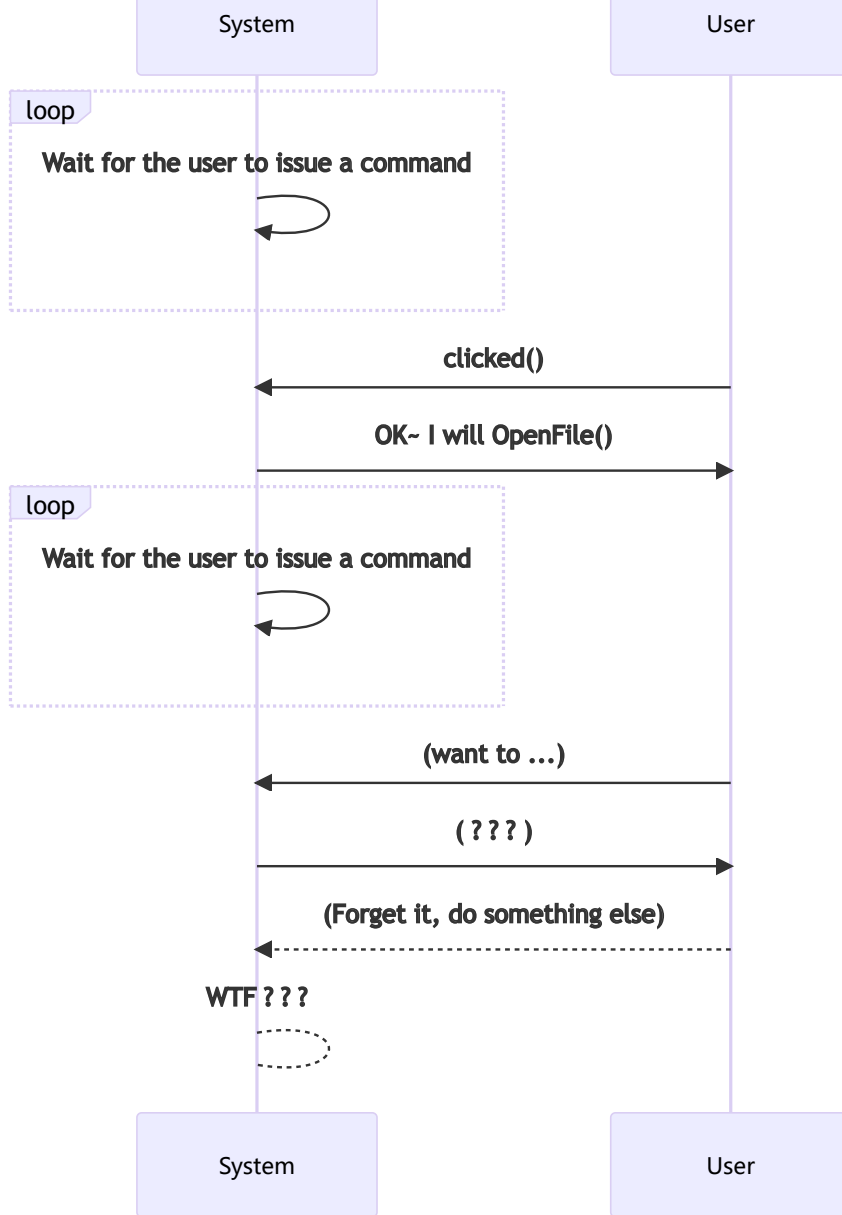 System
User
loop
Wait for the user to issue a command
clicked()
OK~ I will OpenFile()
loop
Wait for the user to issue a command
(want to ...)
( ? ? ? )
(Forget it, do something else)
WTF ? ? ?
System
User